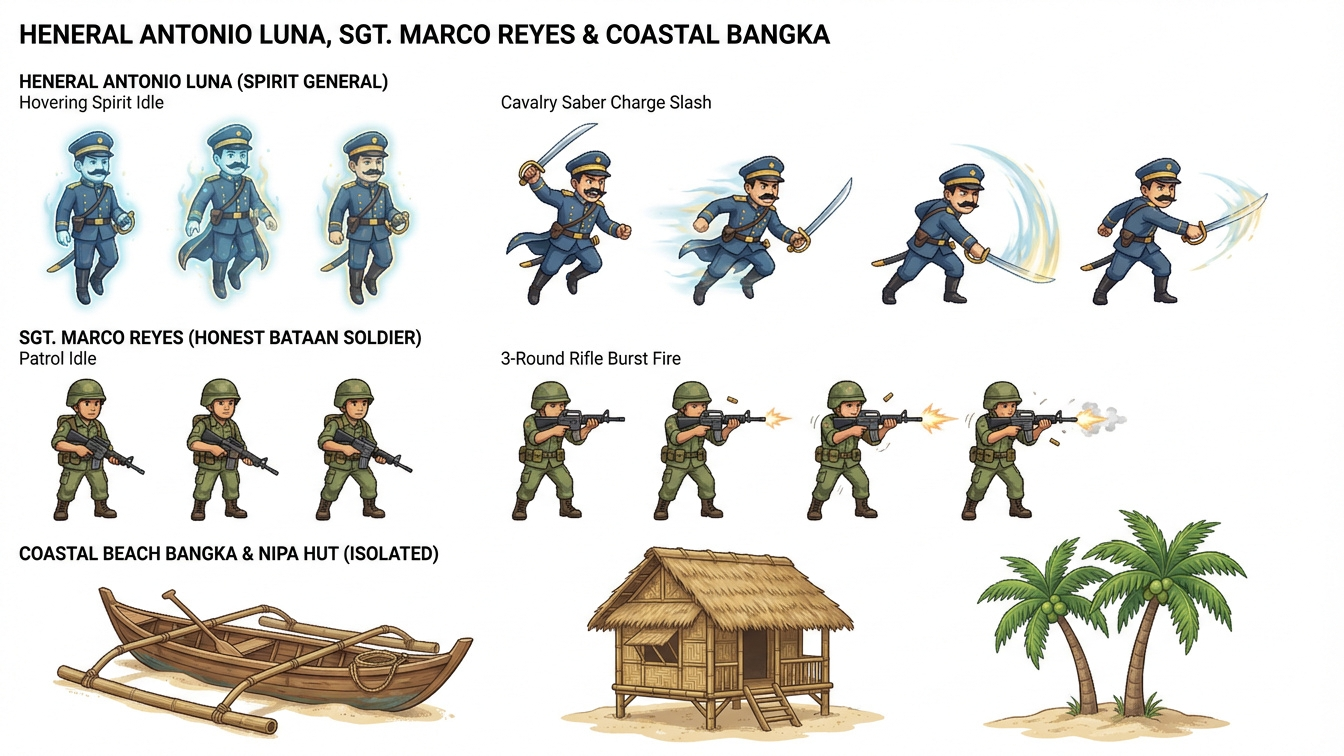 HENERAL ANTONIO LUNA, SGT. MARCO REYES & COASTAL BANGKA
HENERAL ANTONIO LUNA (SPIRIT GENERAL)
Hovering Spirit Idle
Cavalry Saber Charge Slash
SGT. MARCO REYES (HONEST BATAAN SOLDIER)
Patrol Idle
3-Round Rifle Burst Fire
COASTAL BEACH BANGKA & NIPA HUT (ISOLATED)